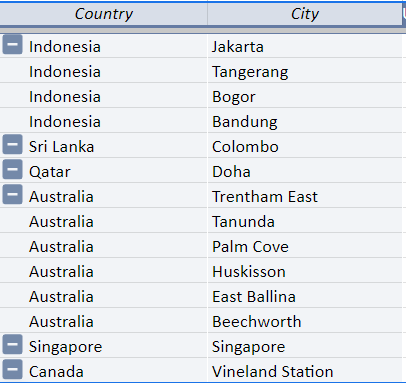 Country City
Indonesia Jakarta
Indonesia Tangerang
Indonesia Bogor
Indonesia Bandung
Sri Lanka Colombo
Qatar Doha
Australia Trentham East
Australia Tanunda
Australia Palm Cove
Australia Huskisson
Australia East Ballina
Australia Beechworth
Singapore Singapore
Canada Vineland Station